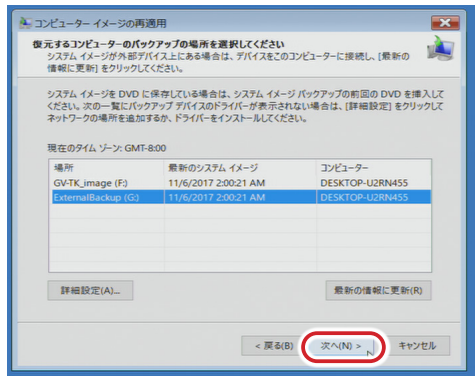 コンピューター イメージの再適用
復元するコンピューターのバックアップの場所を選択してください
システム イメージが外部デバイス上にある場合は、デバイスをこのコンピューターに接続し、[最新の
情報に更新] をクリックしてください。
システム イメージを DVD に保存している場合は、システム イメージ バックアップの前回の DVD を挿入して
ください。次の一覧にバックアップ デバイスのドライバーが表示されない場合は、[詳細設定] をクリックして
ネットワークの場所を追加するか、ドライバーをインストールしてください。
現在のタイム ゾーン: GMT-8:00
場所 最新のシステム イメージ コンピューター
GV-TK_image (F:) 11/6/2017 2:00:21 AM DESKTOP-U2RN455
ExternalBackup (G:) 11/6/2017 2:00:21 AM DESKTOP-U2RN455
詳細設定(A)... 最新の情報に更新(R)
< 戻る(B) 次へ(N) > キャンセル